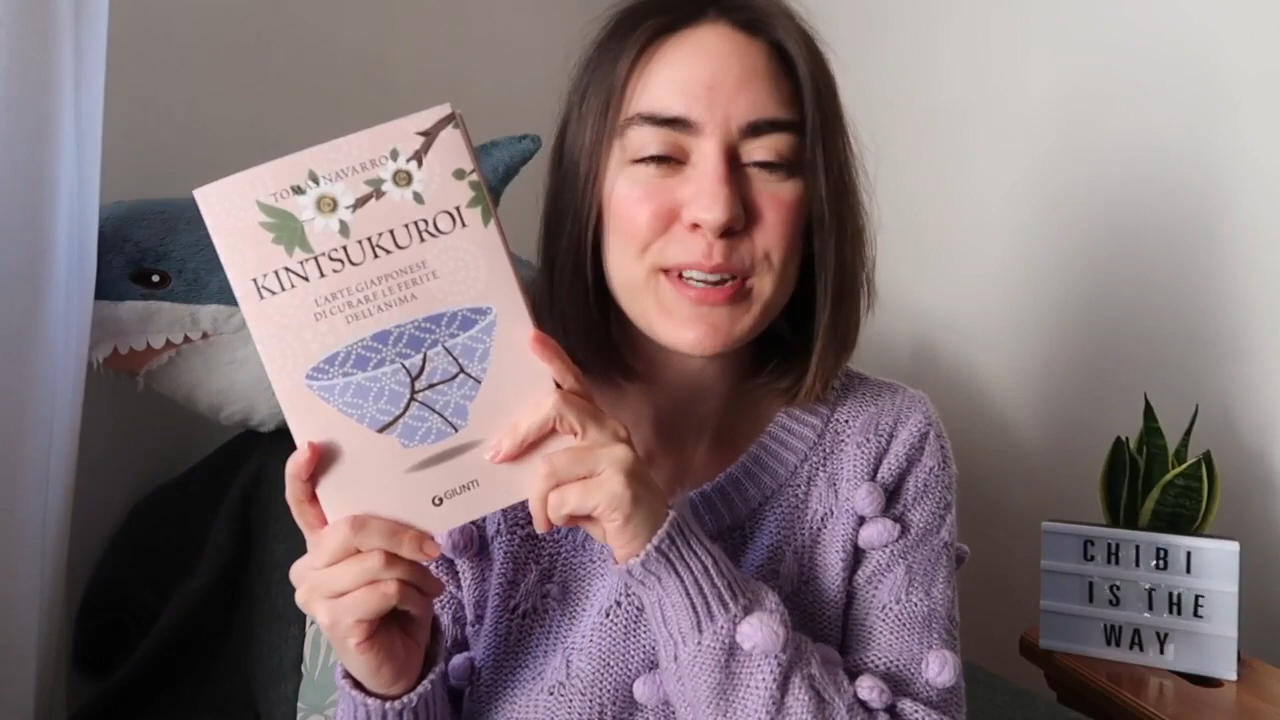 TOMÁS NAVARRO
KINTSUKUROI
L'ARTE GIAPPONESE
DI CURARE LE FERITE
DELL'ANIMA
GIUNTI
CHIBI
IS THE
WAY